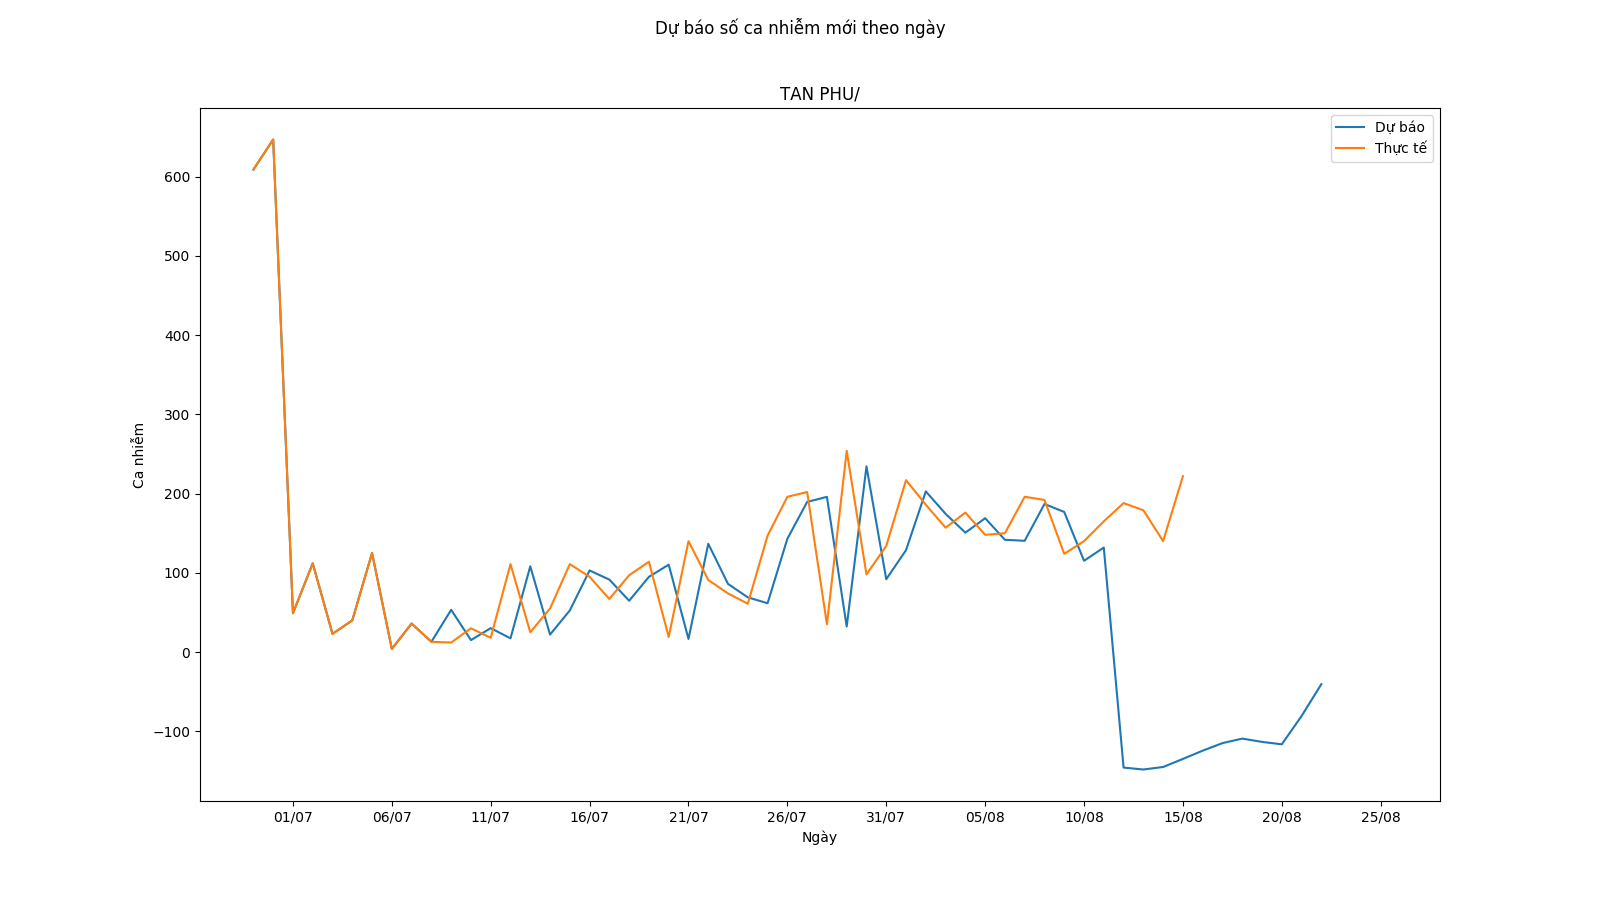 Dự báo số ca nhiễm mới theo ngày
TAN PHU/
Dự báo
Thực tế
600
500
400
300
200
100
0
−100
Ca nhiễm
01/07 06/07 11/07 16/07 21/07 26/07 31/07 05/08 10/08 15/08 20/08 25/08
Ngày